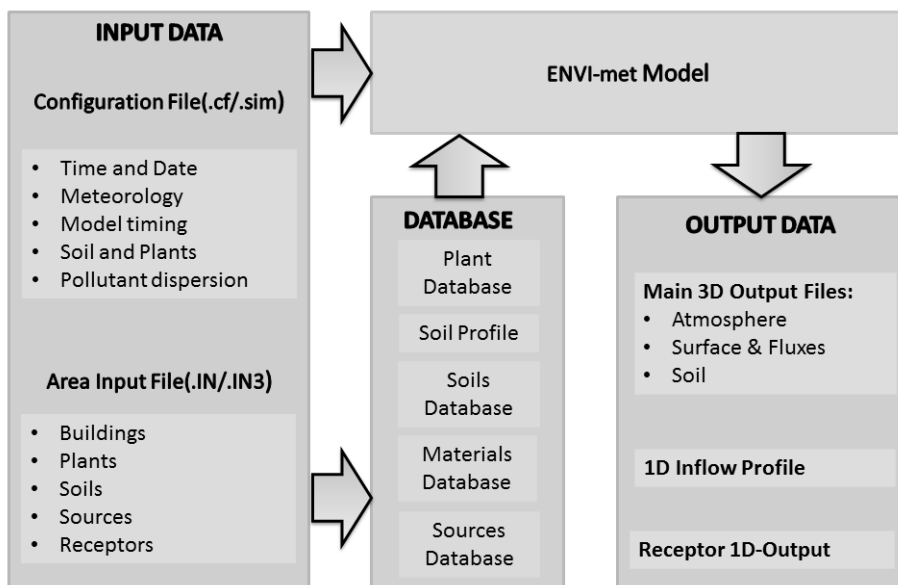 INPUT DATA
Configuration File(.cf/.sim)
• Time and Date
• Meteorology
• Model timing
• Soil and Plants
• Pollutant dispersion
Area Input File(.IN/.IN3)
• Buildings
• Plants
• Soils
• Sources
• Receptors
ENVI-met Model
DATABASE
Plant
Database
Soil Profile
Soils
Database
Materials
Database
Sources
Database
OUTPUT DATA
Main 3D Output Files:
• Atmosphere
• Surface & Fluxes
• Soil
1D Inflow Profile
Receptor 1D-Output